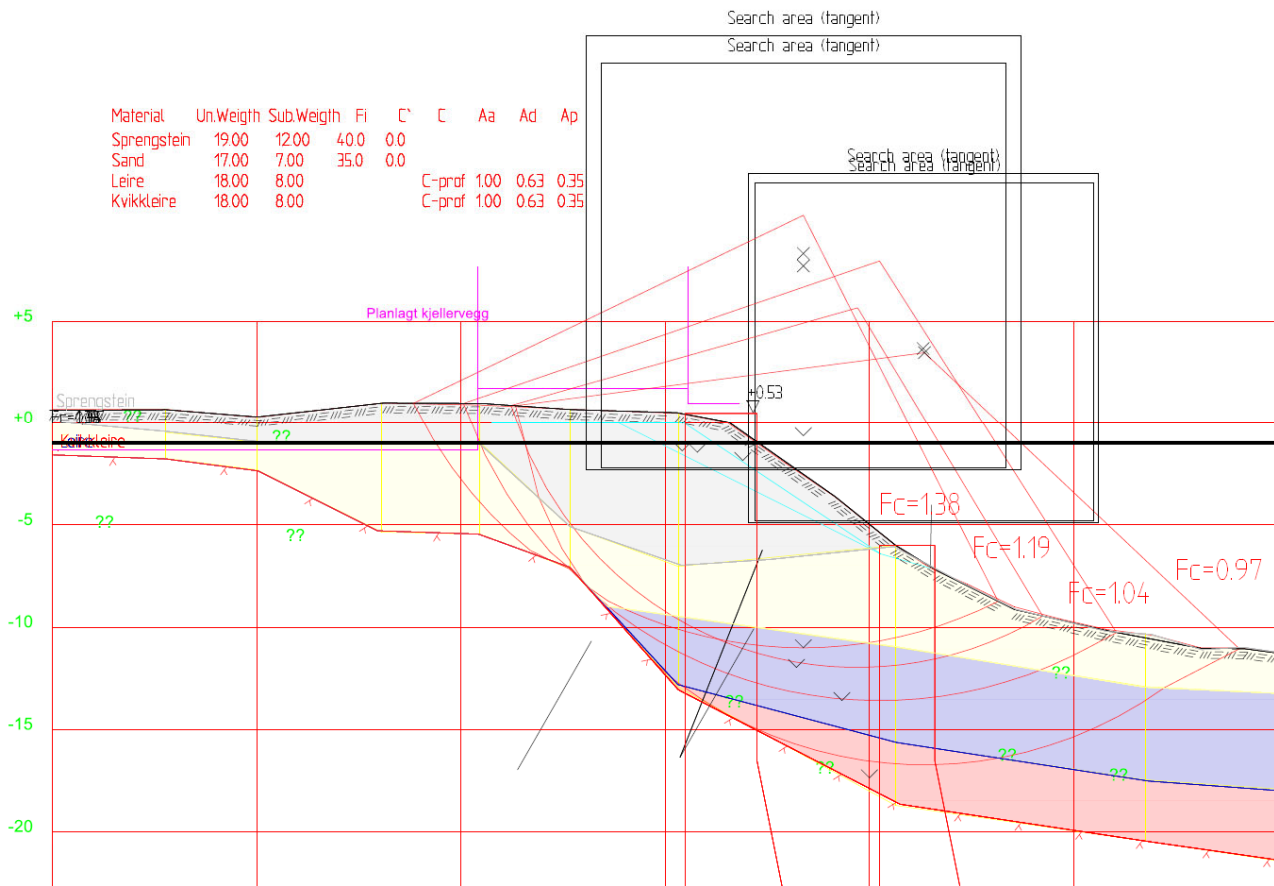 Search area (tangent)
Search area (tangent)
Material Un.Weigth Sub.Weigth Fi C` C Aa Ad Ap
Sprengstein 19.00 12.00 40.0 0.0
Sand 17.00 7.00 35.0 0.0
Leire 18.00 8.00 C-prof 1.00 0.63 0.35
Kvikkleire 18.00 8.00 C-prof 1.00 0.63 0.35
Search area (tangent)
Search area (tangent)
+5
Planlagt kjellervegg
+0.53
Sprengstein
??
+0
??
Kvikkleire
Fc=1.38
-5
??
??
Fc=1.19
Fc=0.97
Fc=1.04
-10
??
??
-15
??
??
??
-20